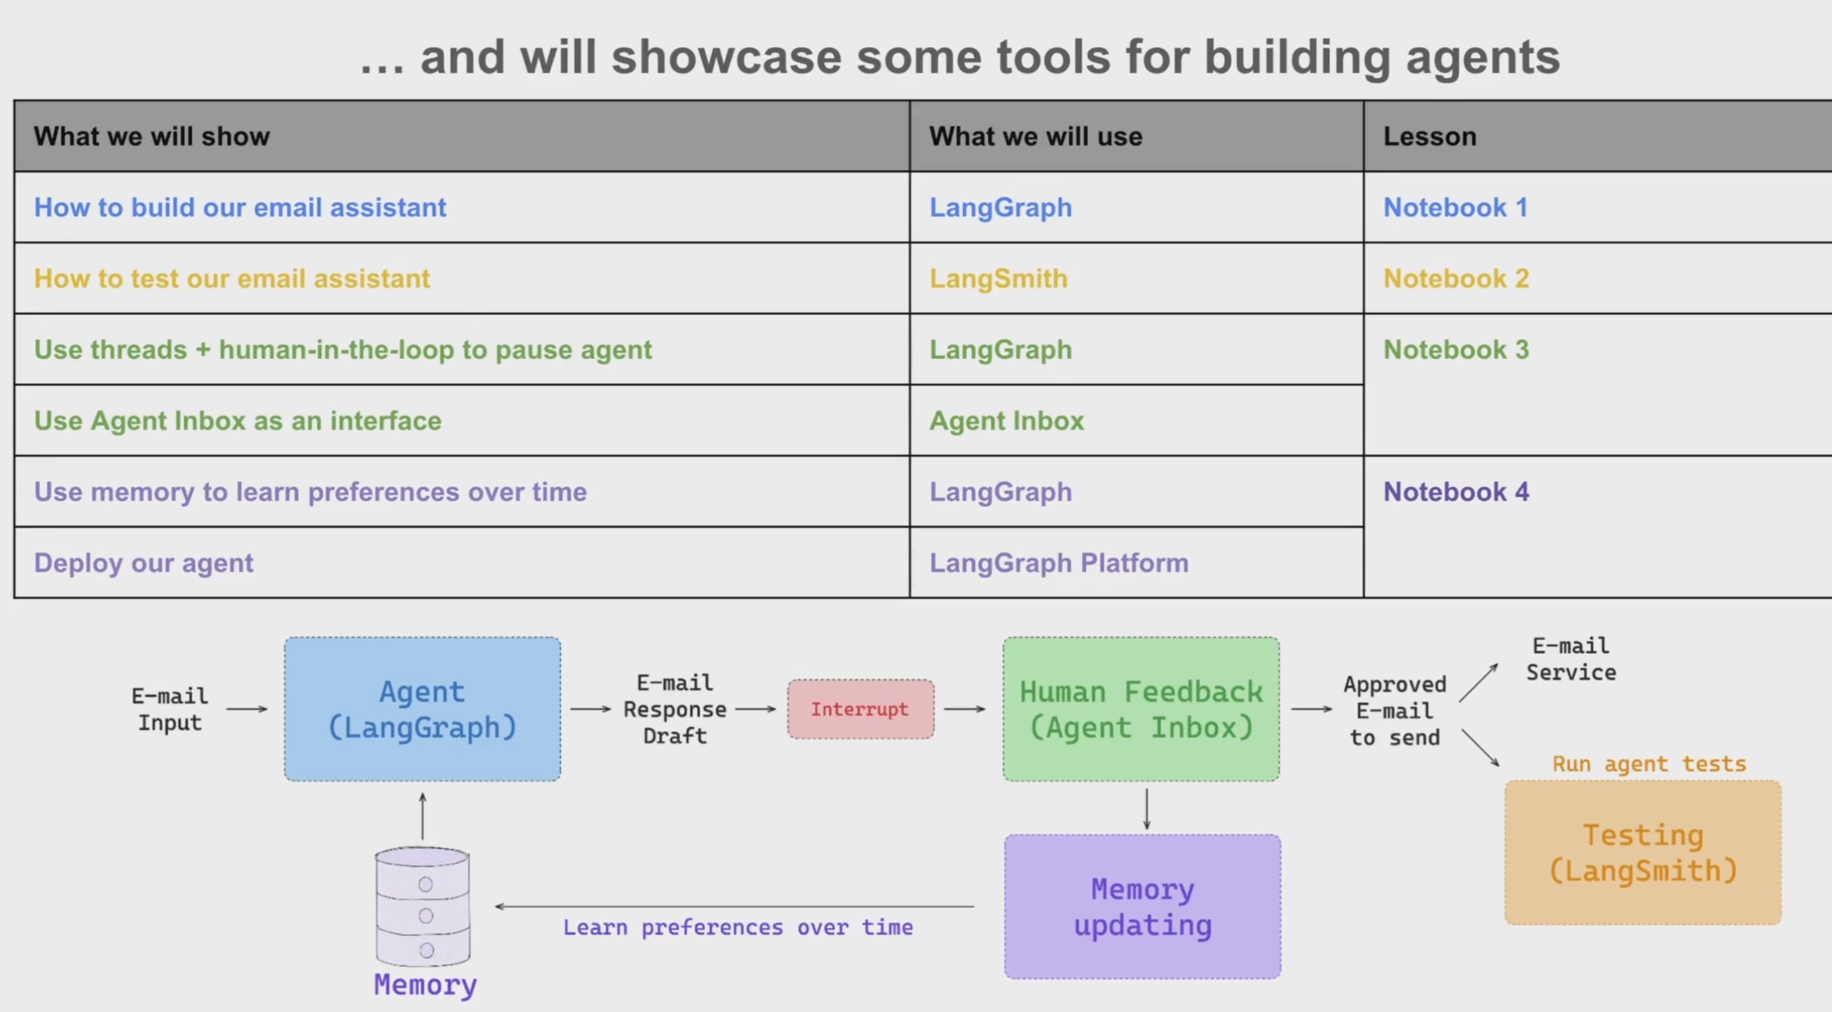 … and will showcase some tools for building agents
What we will show
What we will use
Lesson
How to build our email assistant
LangGraph
Notebook 1
How to test our email assistant
LangSmith
Notebook 2
Use threads + human-in-the-loop to pause agent
LangGraph
Notebook 3
Use Agent Inbox as an interface
Agent Inbox
Use memory to learn preferences over time
LangGraph
Notebook 4
Deploy our agent
LangGraph Platform
E-mail
Input
Agent
(LangGraph)
E-mail
Response
Draft
Interrupt
Human Feedback
(Agent Inbox)
Approved
E-mail
to send
E-mail
Service
Run agent tests
Testing
(LangSmith)
Memory
updating
Learn preferences over time
Memory